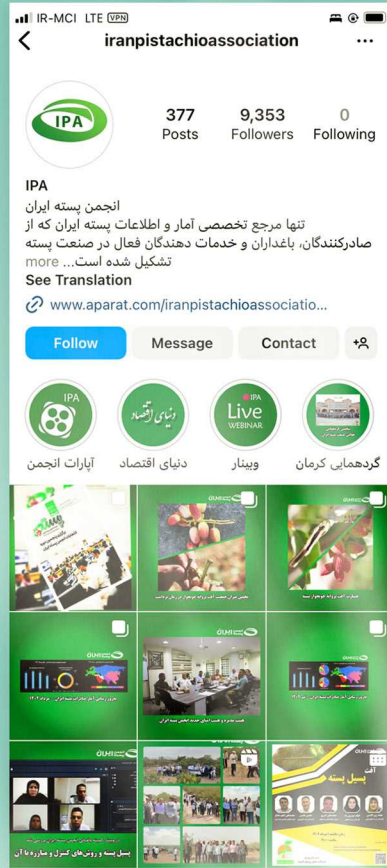 IR-MCI LTE VPN
iranpistachioassociation
IPA
377
9,353
0
Posts
Followers
Following
IPA
انجمن پسته ایران
تنها مرجع تخصصی آمار و اطلاعات پسته ایران که از
صادرکنندگان، باغداران و خدمات دهندگان فعال در صنعت پسته
تشکیل شده است... more
See Translation
www.aparat.com/iranpistachioassociatio...
Follow
Message
Contact
IPA
دنیای اقتصاد
IPA
Live
WEBINAR
آپارات انجمن
دنیای اقتصاد
وبینار
گردهمایی کرمان
آفت
پسیل پسته
پسیل پسته و روش‌های کنترل و مبارزه با آن